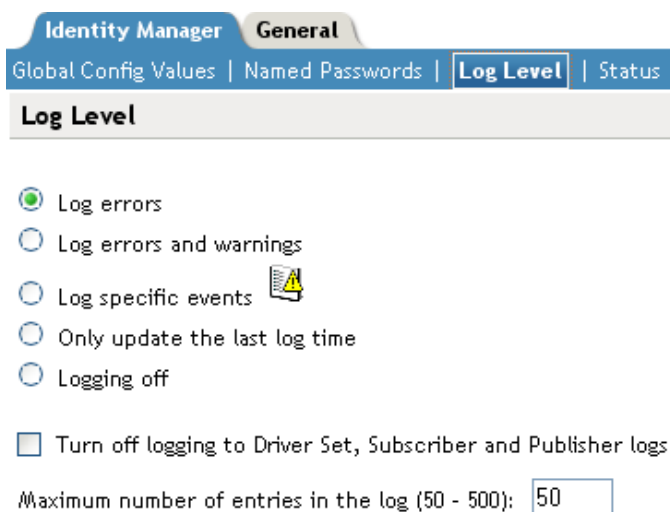 Identity Manager General
Global Config Values | Named Passwords | Log Level | Status
Log Level
Log errors
Log errors and warnings
Log specific events
Only update the last log time
Logging off
Turn off logging to Driver Set, Subscriber and Publisher logs
Maximum number of entries in the log (50 - 500): 50